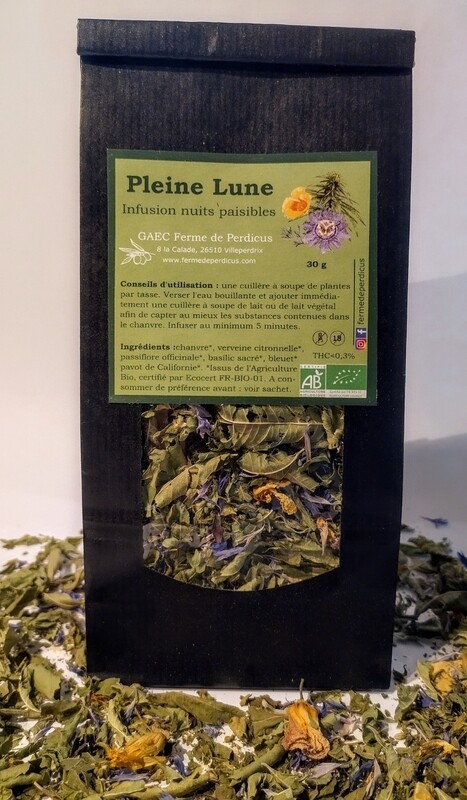 Pleine Lune
Infusion nuits paisibles
GAEC Ferme de Perdicus
8 la Calade, 26510 Villeperdrix
www.fermedeperdicus.com
30 g
Conseils d'utilisation : une cuillère à soupe de plantes
par tasse. Verser l'eau bouillante et ajouter immédia-
tement une cuillère à soupe de lait ou de lait végétal
afin de capter au mieux les substances contenues dans
le chanvre. Infuser au minimum 5 minutes.
fermedeperdicus
18
THC<0,3%
Ingrédients :chanvre*, verveine citronnelle*,
passiflore officinale*, basilic sacré*, bleuet*
pavot de Californie*. *Issus de l'Agriculture
Bio, certifié par Ecocert FR-BIO-01. A con-
sommer de préférence avant : voir sachet.
AB